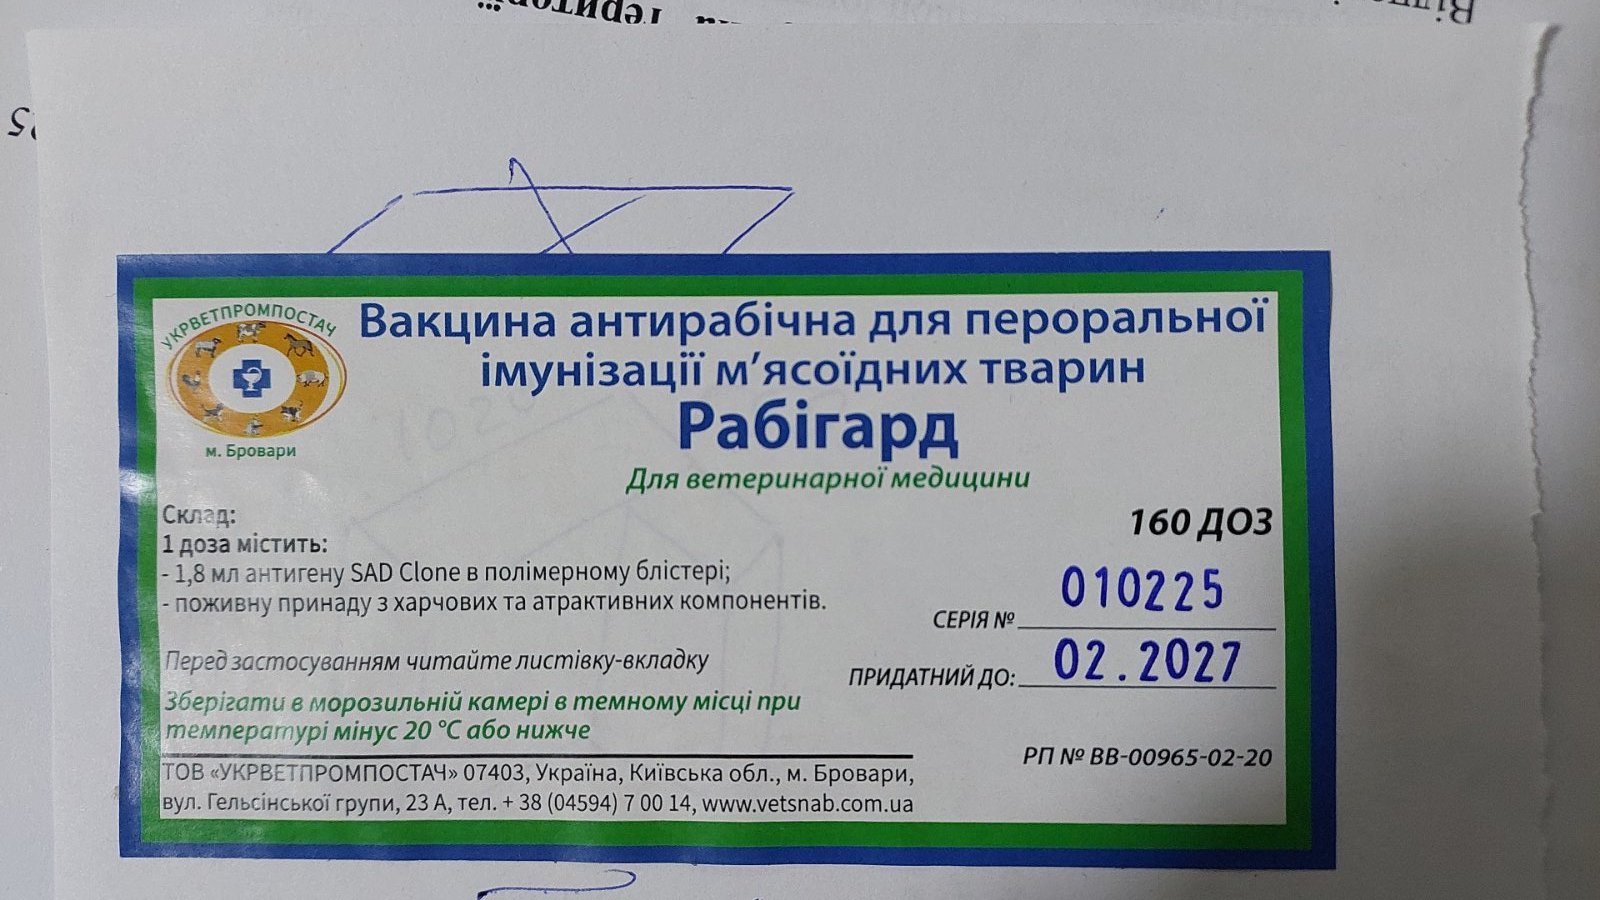 УКРВЕТПРОМПОСТАЧ
м. Бровари
Вакцина антирабічна для пероральної
імунізації м’ясоїдних тварин
Рабігард
Для ветеринарної медицини
160 ДОЗ
Склад:
1 доза містить:
- 1,8 мл антигену SAD Clone в полімерному блістері;
- поживну принаду з харчових та атрактивних компонентів.
СЕРІЯ № 010225
ПРИДАТНИЙ ДО: 02.2027
Перед застосуванням читайте листівку-вкладку
Зберігати в морозильній камері в темному місці при
температурі мінус 20 °С або нижче
РП № ВВ-00965-02-20
ТОВ «УКРВЕТПРОМПОСТАЧ» 07403, Україна, Київська обл., м. Бровари,
вул. Гельсінської групи, 23 А, тел. + 38 (04594) 7 00 14, www.vetsnab.com.ua